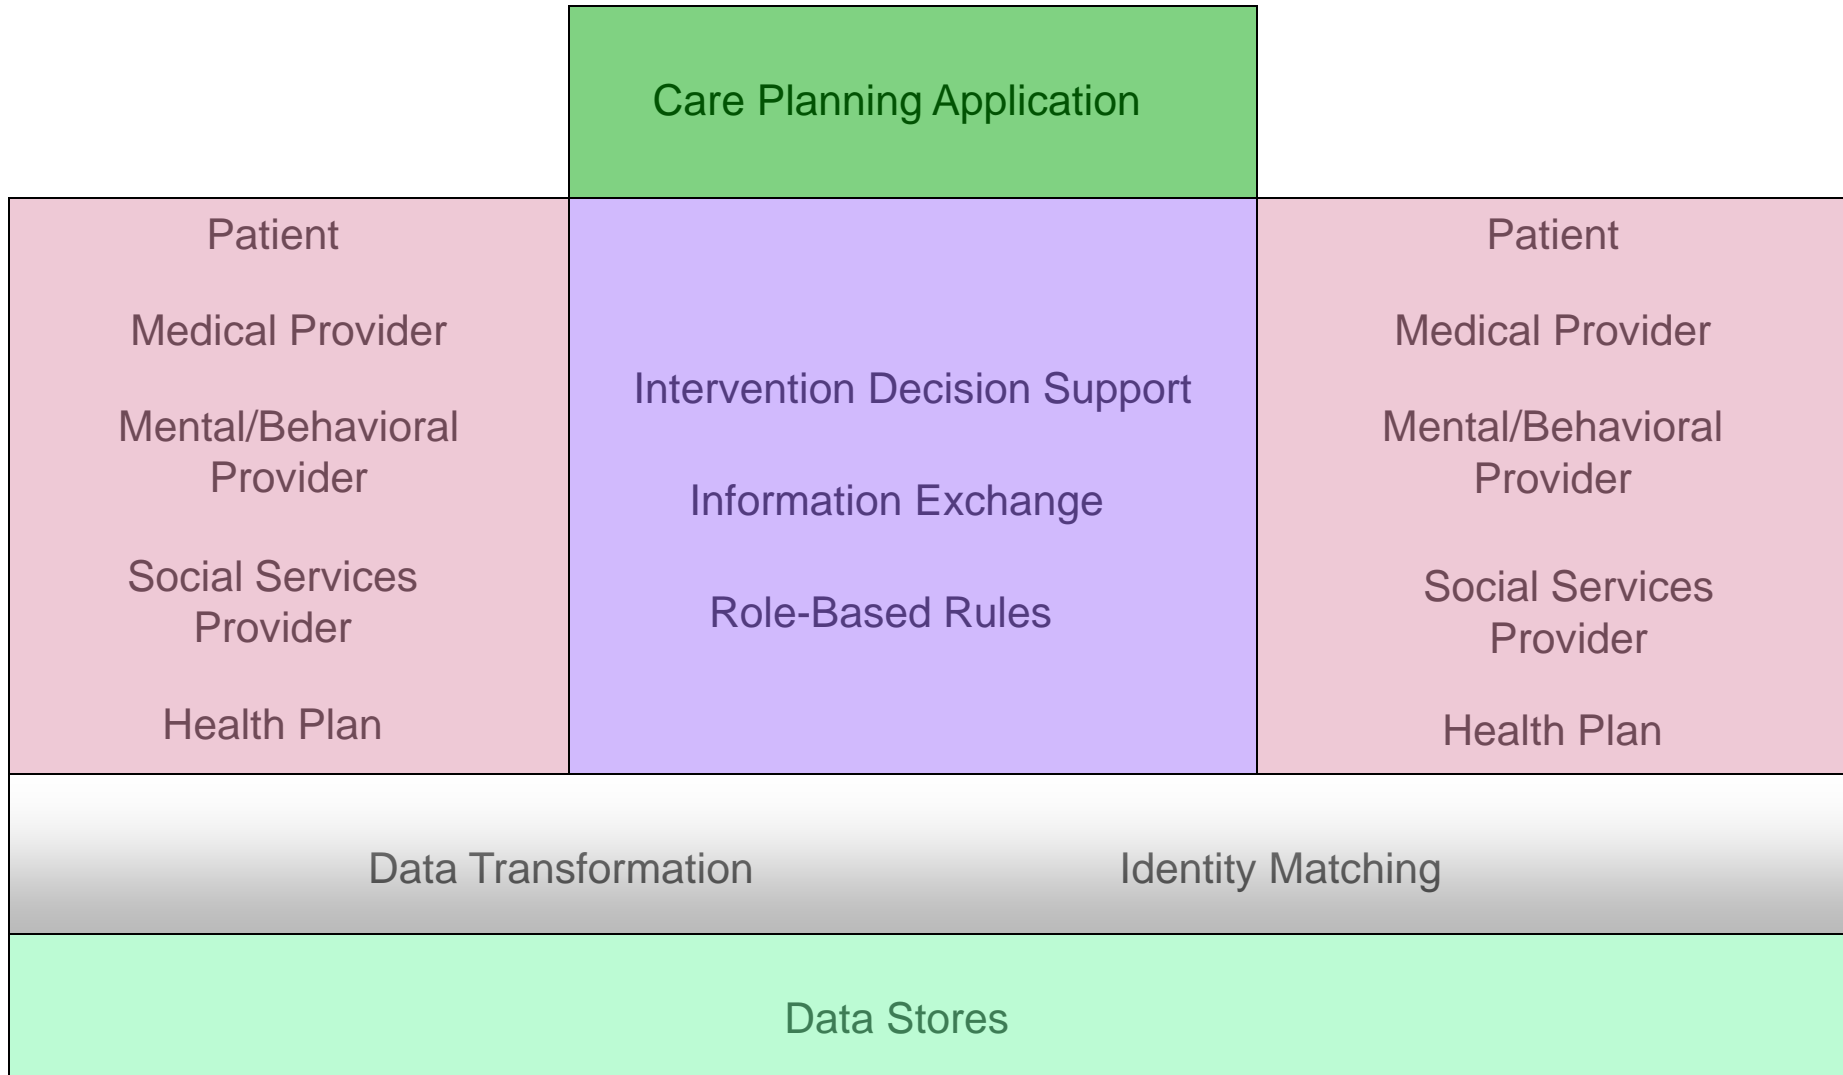 Care Planning Application
Patient
Medical Provider
Mental/Behavioral
Provider
Social Services
Provider
Health Plan
Intervention Decision Support
Information Exchange
Role-Based Rules
Patient
Medical Provider
Mental/Behavioral
Provider
Social Services
Provider
Health Plan
Data Transformation
Identity Matching
Data Stores